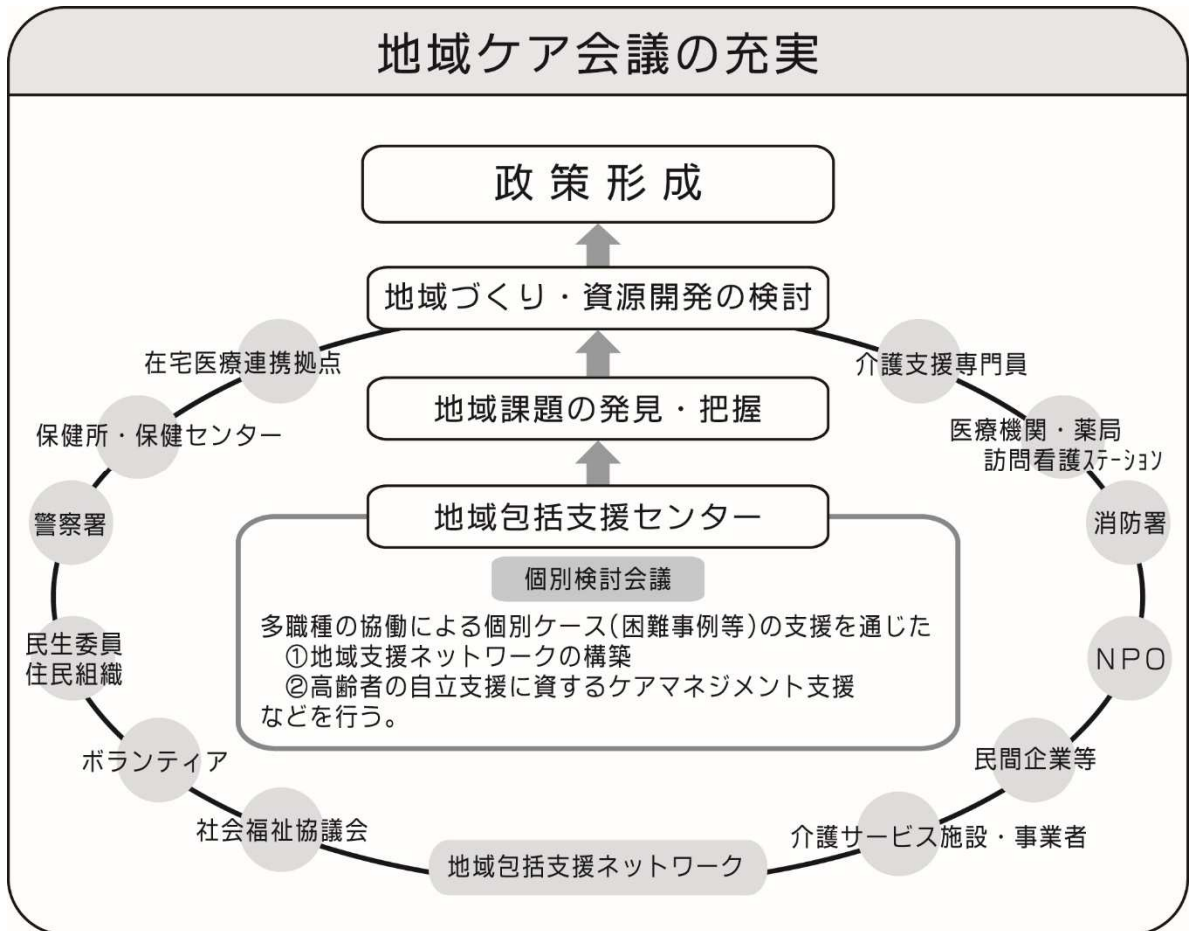 地域ケア会議の充実
政策形成
地域づくり・資源開発の検討
在宅医療連携拠点
介護支援専門員
地域課題の発見・把握
保健所・保健センター
医療機関・薬局
訪問看護ｽﾃｰｼｮﾝ
地域包括支援センター
警察署
消防署
個別検討会議
多職種の協働による個別ケース(困難事例等)の支援を通じた
①地域支援ネットワークの構築
②高齢者の自立支援に資するケアマネジメント支援
などを行う。
民生委員
住民組織
NPO
ボランティア
民間企業等
社会福祉協議会
介護サービス施設・事業者
地域包括支援ネットワーク